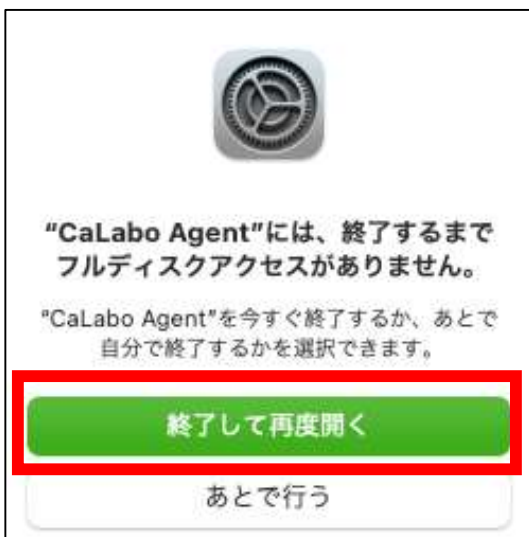 “CaLabo Agent”には、終了するまで
フルディスクアクセスがありません。
“CaLabo Agent”を今すぐ終了するか、あとで
自分で終了するかを選択できます。
終了して再度開く
あとで行う